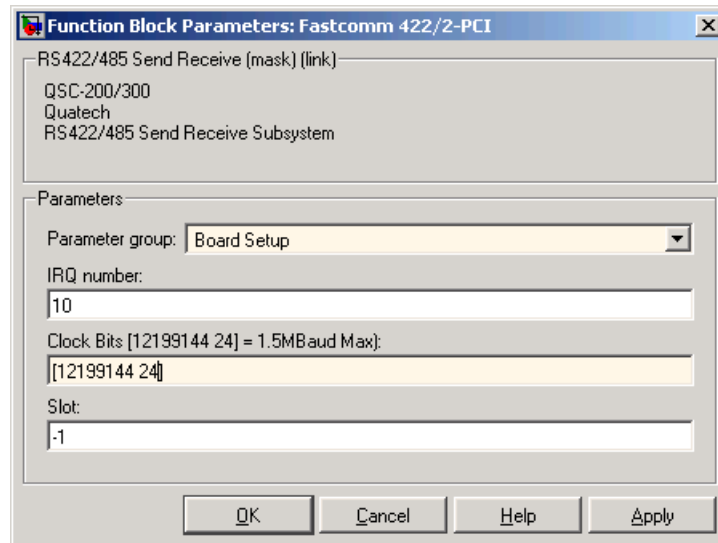 Function Block Parameters: Fastcomm 422/2-PCI
RS422/485 Send Receive (mask) (link)
QSC-200/300
Quatech
RS422/485 Send Receive Subsystem
Parameters
Parameter group: Board Setup
IRQ number:
10
Clock Bits [12199144 24] = 1.5MBaud Max):
[12199144 24]
Slot:
-1
OK Cancel Help Apply